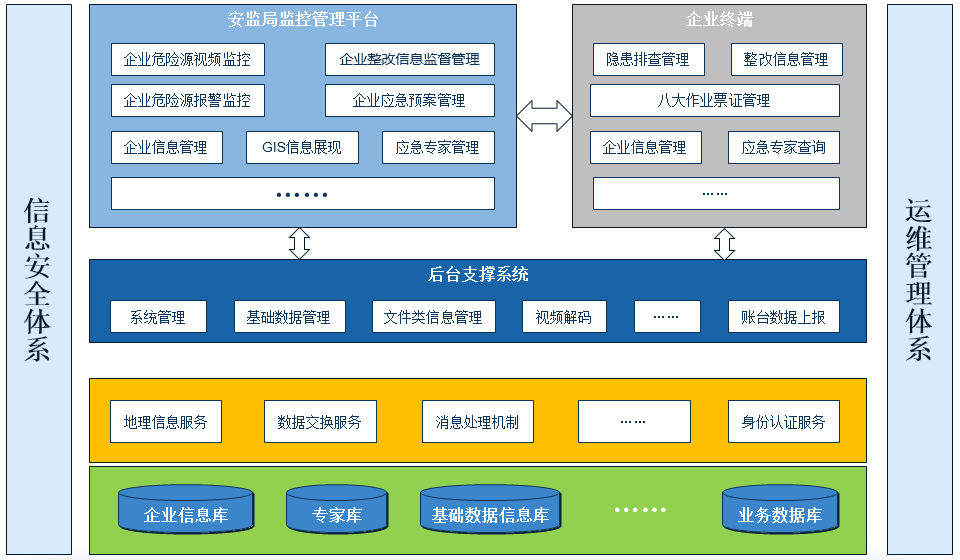 信息安全体系
安监局监控管理平台
企业危险源视频监控
企业整改信息监督管理
企业危险源报警监控
企业应急预案管理
企业信息管理
GIS信息展现
应急专家管理
••••••
企业终端
隐患排查管理
整改信息管理
八大作业票证管理
企业信息管理
应急专家查询
……
后台支撑系统
系统管理
基础数据管理
文件类信息管理
视频解码
……
账台数据上报
地理信息服务
数据交换服务
消息处理机制
……
身份认证服务
企业信息库
专家库
基础数据信息库
……
业务数据库
运维管理体系